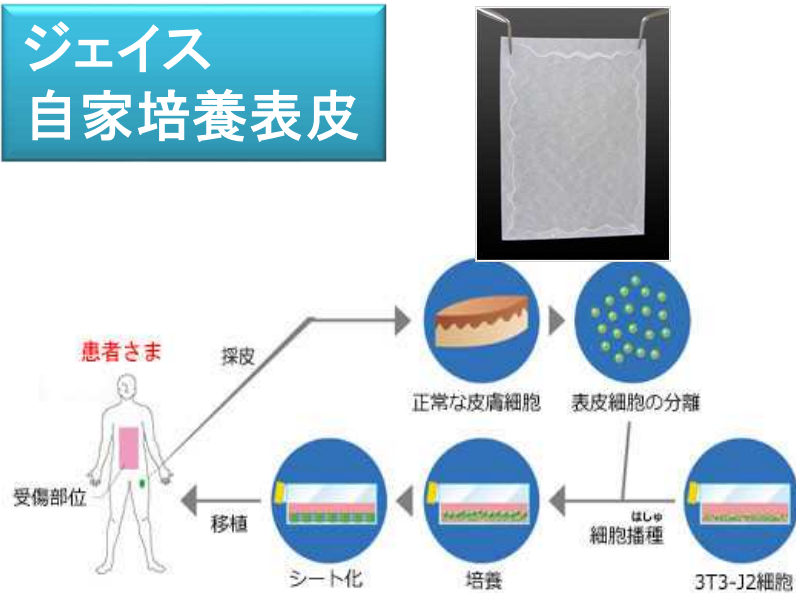 ジェイス
自家培養表皮
患者さま
採皮
正常な皮膚細胞
表皮細胞の分離
受傷部位
移植
はしゅ
細胞播種
シート化
培養
3T3-J2細胞